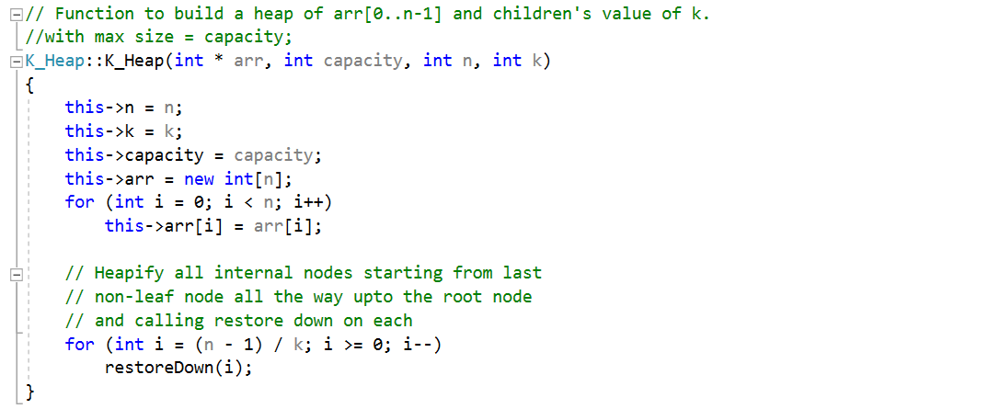 // Function to build a heap of arr[0..n-1] and children's value of k.
//with max size = capacity;
K_Heap::K_Heap(int * arr, int capacity, int n, int k)
{
    this->n = n;
    this->k = k;
    this->capacity = capacity;
    this->arr = new int[n];
    for (int i = 0; i < n; i++)
        this->arr[i] = arr[i];

    // Heapify all internal nodes starting from last
    // non-leaf node all the way upto the root node
    // and calling restore down on each
    for (int i = (n - 1) / k; i >= 0; i--)
        restoreDown(i);
}